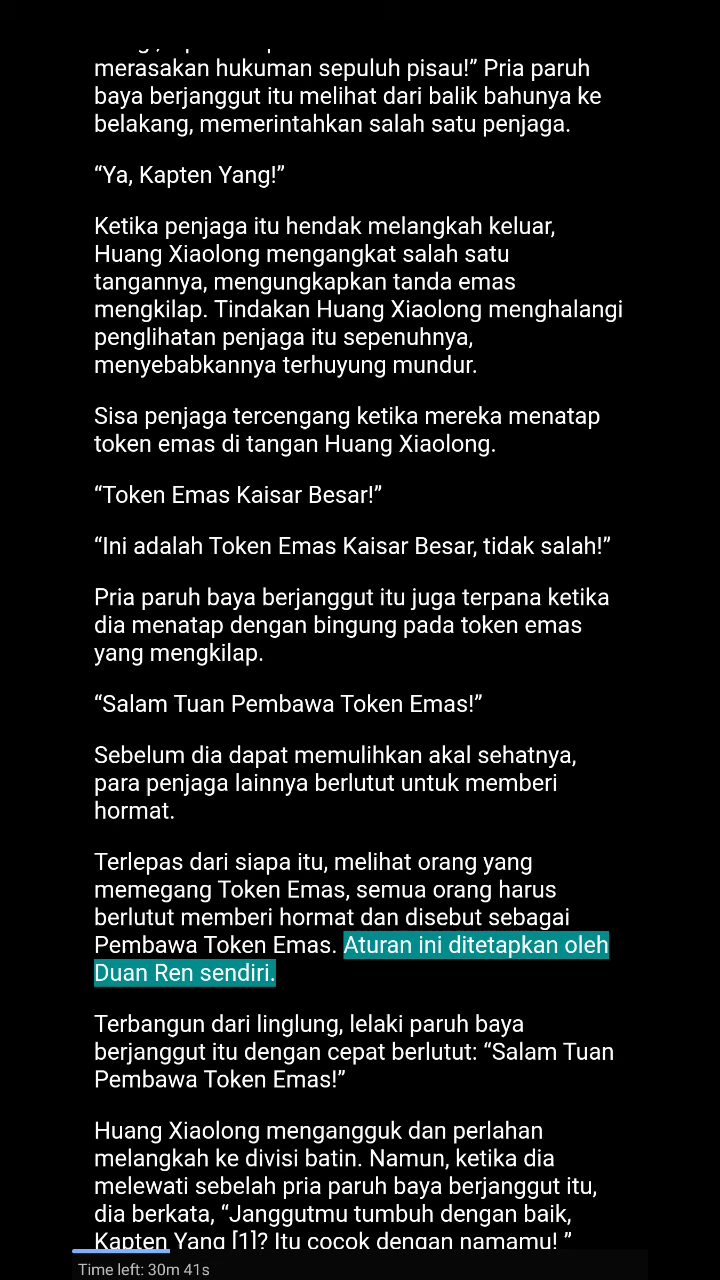 merasakan hukuman sepuluh pisau!” Pria paruh
baya berjanggut itu melihat dari balik bahunya ke
belakang, memerintahkan salah satu penjaga.
“Ya, Kapten Yang!”
Ketika penjaga itu hendak melangkah keluar,
Huang Xiaolong mengangkat salah satu
tangannya, mengungkapkan tanda emas
mengkilap. Tindakan Huang Xiaolong menghalangi
penglihatan penjaga itu sepenuhnya,
menyebabkannya terhuyung mundur.
Sisa penjaga tercengang ketika mereka menatap
token emas di tangan Huang Xiaolong.
“Token Emas Kaisar Besar!”
“Ini adalah Token Emas Kaisar Besar, tidak salah!”
Pria paruh baya berjanggut itu juga terpana ketika
dia menatap dengan bingung pada token emas
yang mengkilap.
“Salam Tuan Pembawa Token Emas!”
Sebelum dia dapat memulihkan akal sehatnya,
para penjaga lainnya berlutut untuk memberi
hormat.
Terlepas dari siapa itu, melihat orang yang
memegang Token Emas, semua orang harus
berlutut memberi hormat dan disebut sebagai
Pembawa Token Emas. Aturan ini ditetapkan oleh
Duan Ren sendiri.
Terbangun dari linglung, lelaki paruh baya
berjanggut itu dengan cepat berlutut: “Salam Tuan
Pembawa Token Emas!”
Huang Xiaolong mengangguk dan perlahan
melangkah ke divisi batin. Namun, ketika dia
melewati sebelah pria paruh baya berjanggut itu,
dia berkata, “Janggutmu tumbuh dengan baik,
Kapten Yang [1]? Itu cocok dengan namamu! ”
Time left: 30m 41s